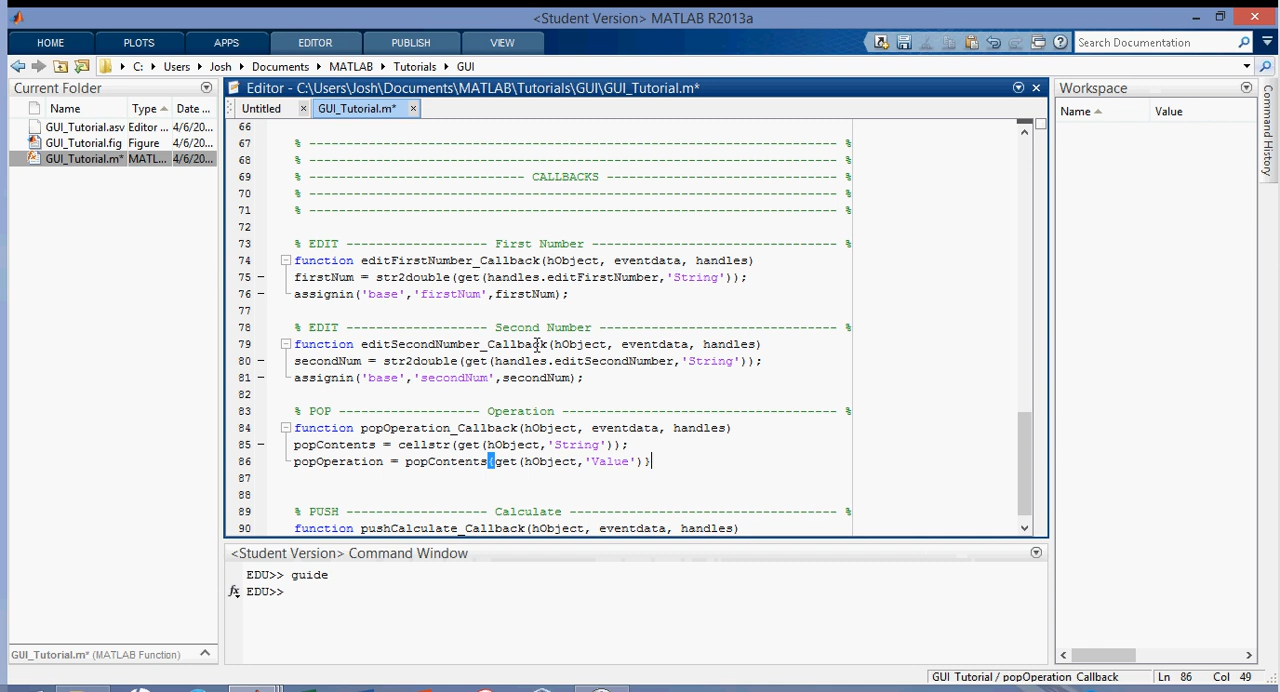 <Student Version> MATLAB R2013a
HOME PLOTS APPS EDITOR PUBLISH VIEW Search Documentation
C: Users Josh Documents MATLAB Tutorials GUI
Current Folder
Name Type Date ...
GUI_Tutorial.asv Editor ... 4/6/20...
GUI_Tutorial.fig Figure 4/6/20...
GUI_Tutorial.m* MATL... 4/6/20...
GUI_Tutorial.m* (MATLAB Function)
Editor - C:\Users\Josh\Documents\MATLAB\Tutorials\GUI\GUI_Tutorial.m*
Untitled GUI_Tutorial.m*
66
67 % ----------------------------------------------------------------------- %
68 % ----------------------------------------------------------------------- %
69 % ----------------------------- CALLBACKS ------------------------------- %
70 % ----------------------------------------------------------------------- %
71 % ----------------------------------------------------------------------- %
72
73 % EDIT ------------------- First Number --------------------------------- %
74 function editFirstNumber_Callback(hObject, eventdata, handles)
75 - firstNum = str2double(get(handles.editFirstNumber,'String'));
76 - assignin('base','firstNum',firstNum);
77
78 % EDIT ------------------- Second Number --------------------------------- %
79 function editSecondNumber_Callback(hObject, eventdata, handles)
80 - secondNum = str2double(get(handles.editSecondNumber,'String'));
81 - assignin('base','secondNum',secondNum);
82
83 % POP ------------------- Operation ------------------------------------- %
84 function popOperation_Callback(hObject, eventdata, handles)
85 - popContents = cellstr(get(hObject,'String'));
86 popOperation = popContents{get(hObject,'Value')}
87
88
89 % PUSH ------------------- Calculate ------------------------------------ %
90 function pushCalculate_Callback(hObject, eventdata, handles)
<Student Version> Command Window
EDU>> guide
fx EDU>>
Workspace
Name Value
Command History
GUI Tutorial / popOperation Callback Ln 86 Col 49